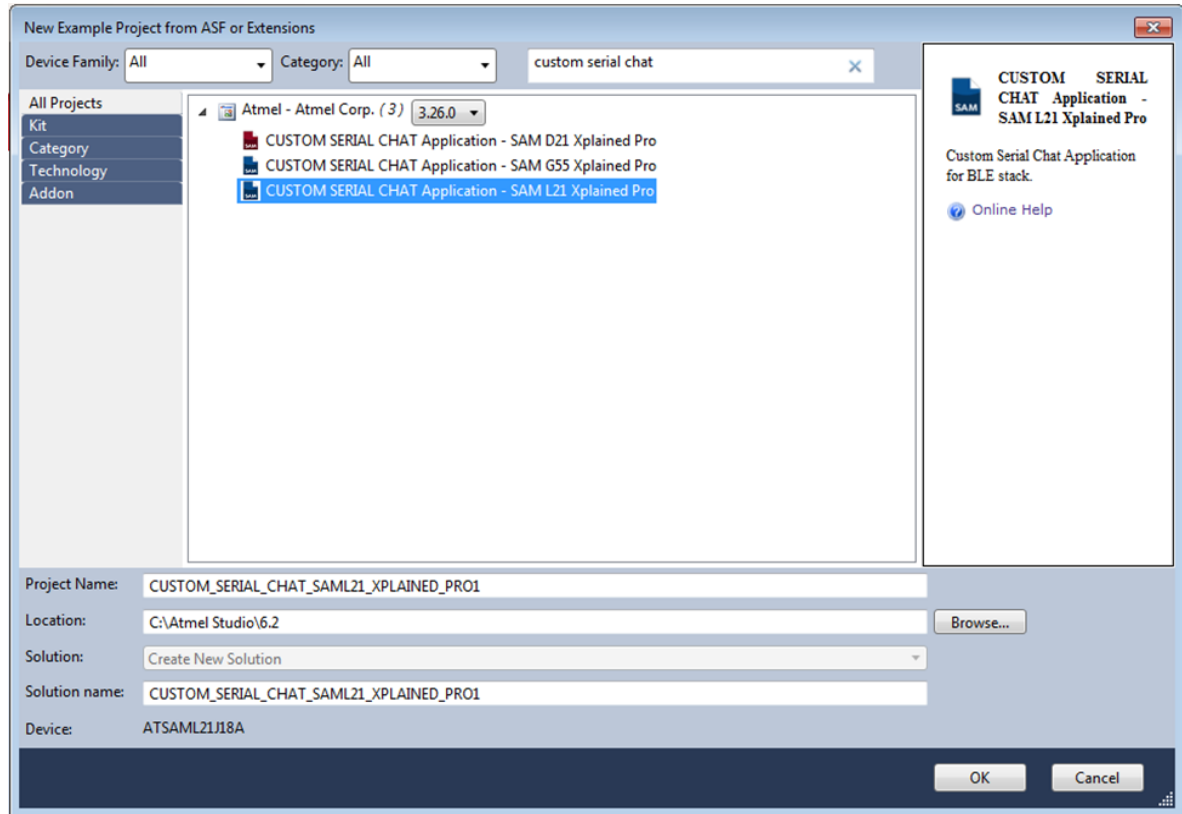 New Example Project from ASF or Extensions
Device Family: All Category: All custom serial chat
All Projects
Kit
Category
Technology
Addon
Atmel - Atmel Corp. (3) 3.26.0
SAM CUSTOM SERIAL CHAT Application - SAM D21 Xplained Pro
SAM CUSTOM SERIAL CHAT Application - SAM G55 Xplained Pro
SAM CUSTOM SERIAL CHAT Application - SAM L21 Xplained Pro
SAM
CUSTOM SERIAL
CHAT Application -
SAM L21 Xplained Pro
Custom Serial Chat Application
for BLE stack.
Online Help
Project Name: CUSTOM_SERIAL_CHAT_SAML21_XPLAINED_PRO1
Location: C:\Atmel Studio\6.2 Browse...
Solution: Create New Solution
Solution name: CUSTOM_SERIAL_CHAT_SAML21_XPLAINED_PRO1
Device: ATSAML21J18A
OK Cancel